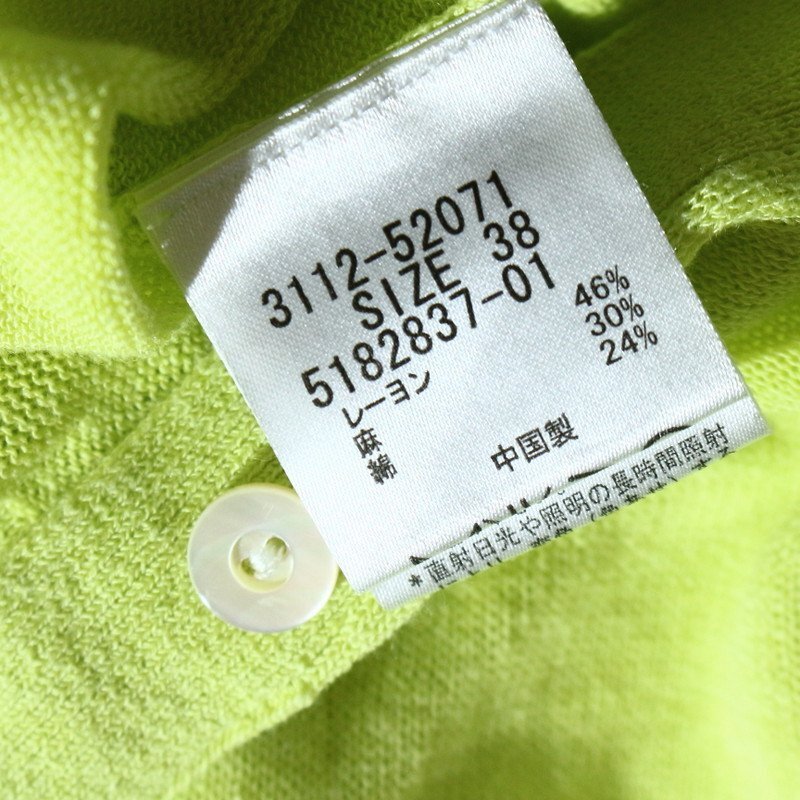 3112-52071
SIZE 38
5182837-01
レーヨン 46%
麻 30%
綿 24%
中国製
*直射日光や照明の長時間照射